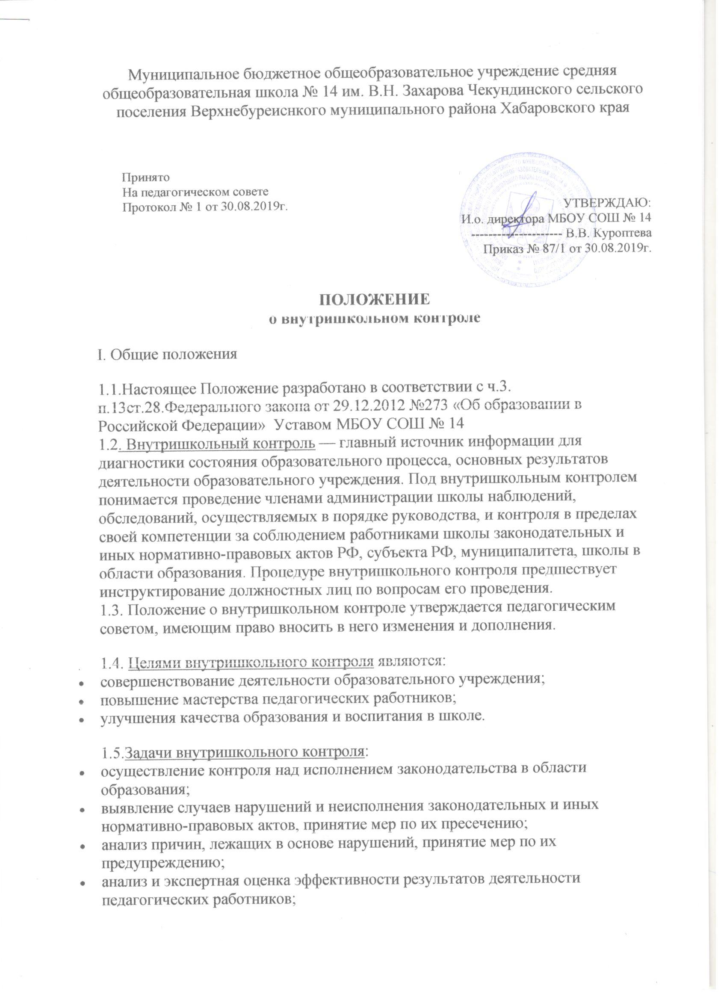 Муниципальное бюджетное общеобразовательное учреждение средняя
общеобразовательная школа № 14 им. В.Н. Захарова Чекундинского сельского
поселения Верхнебуреиснкого муниципального района Хабаровского края
Принято
На педагогическом совете
Протокол № 1 от 30.08.2019г.
УТВЕРЖДАЮ:
И.о. директора МБОУ СОШ № 14
--------------------- В.В. Куроптева
Приказ № 87/1 от 30.08.2019г.
ПОЛОЖЕНИЕ
о внутришкольном контроле
I. Общие положения
1.1.Настоящее Положение разработано в соответствии с ч.3.
п.13ст.28.Федерального закона от 29.12.2012 №273 «Об образовании в
Российской Федерации»  Уставом МБОУ СОШ № 14
1.2. Внутришкольный контроль — главный источник информации для
диагностики состояния образовательного процесса, основных результатов
деятельности образовательного учреждения. Под внутришкольным контролем
понимается проведение членами администрации школы наблюдений,
обследований, осуществляемых в порядке руководства, и контроля в пределах
своей компетенции за соблюдением работниками школы законодательных и
иных нормативно-правовых актов РФ, субъекта РФ, муниципалитета, школы в
области образования. Процедуре внутришкольного контроля предшествует
инструктирование должностных лиц по вопросам его проведения.
1.3. Положение о внутришкольном контроле утверждается педагогическим
советом, имеющим право вносить в него изменения и дополнения.
1.4. Целями внутришкольного контроля являются:
• совершенствование деятельности образовательного учреждения;
• повышение мастерства педагогических работников;
• улучшения качества образования и воспитания в школе.
1.5.Задачи внутришкольного контроля:
• осуществление контроля над исполнением законодательства в области
образования;
• выявление случаев нарушений и неисполнения законодательных и иных
нормативно-правовых актов, принятие мер по их пресечению;
• анализ причин, лежащих в основе нарушений, принятие мер по их
предупреждению;
• анализ и экспертная оценка эффективности результатов деятельности
педагогических работников;